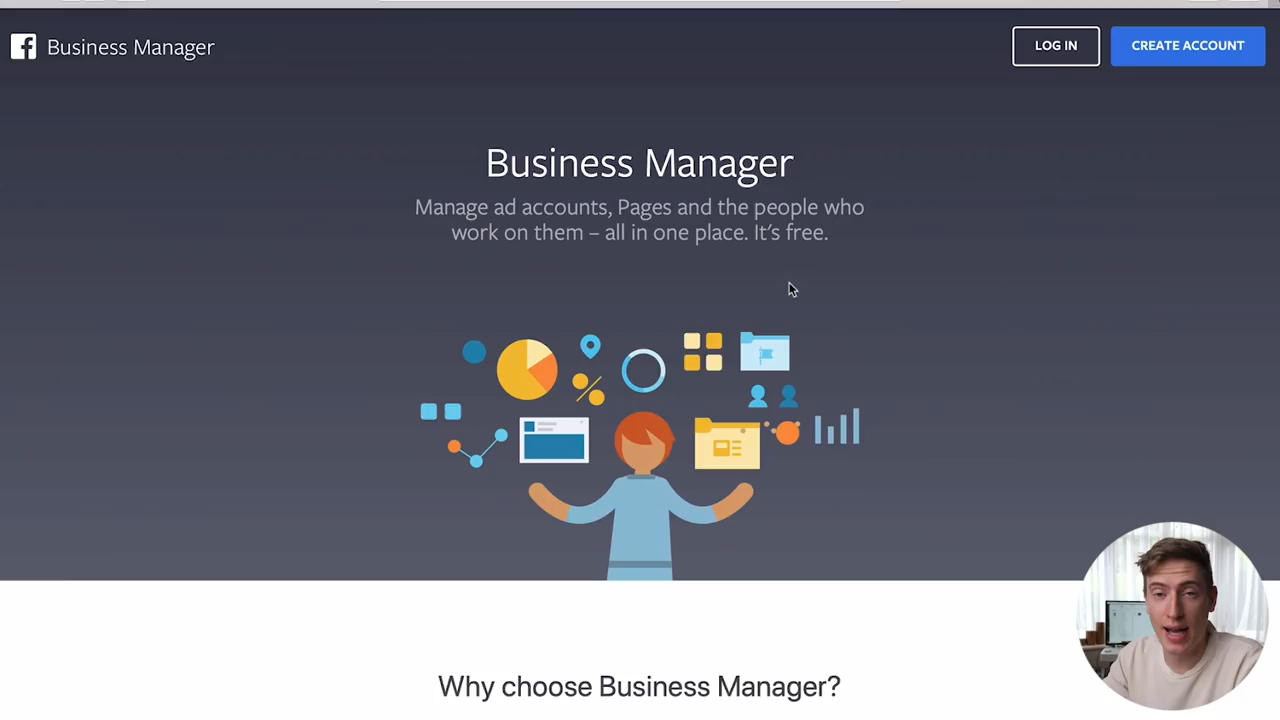 Business Manager
LOG IN
CREATE ACCOUNT
Business Manager
Manage ad accounts, Pages and the people who
work on them – all in one place. It's free.
Why choose Business Manager?